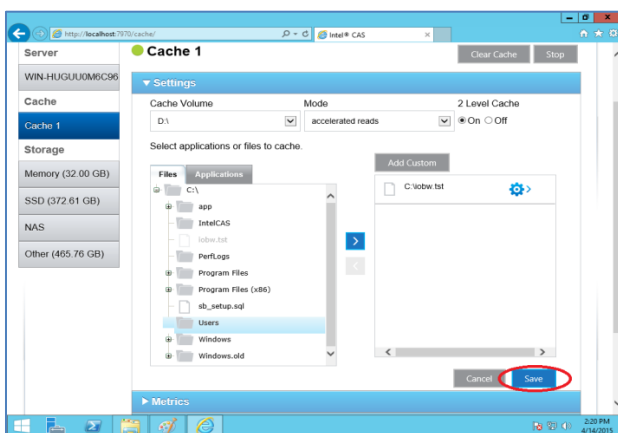 http://localhost:7970/cache/
Intel® CAS
Server
WIN-HUGUU0M6C96
Cache
Cache 1
Storage
Memory (32.00 GB)
SSD (372.61 GB)
NAS
Other (465.76 GB)
Cache 1
Clear Cache
Stop
Settings
Cache Volume
Mode
2 Level Cache
D:\
accelerated reads
On
Off
Select applications or files to cache.
Files
Applications
C:\
app
IntelCAS
iobw.tst
PerfLogs
Program Files
Program Files (x86)
sb_setup.sql
Users
Windows
Windows.old
Add Custom
C:\iobw.tst
Cancel
Save
Metrics
2:20 PM
4/14/2015